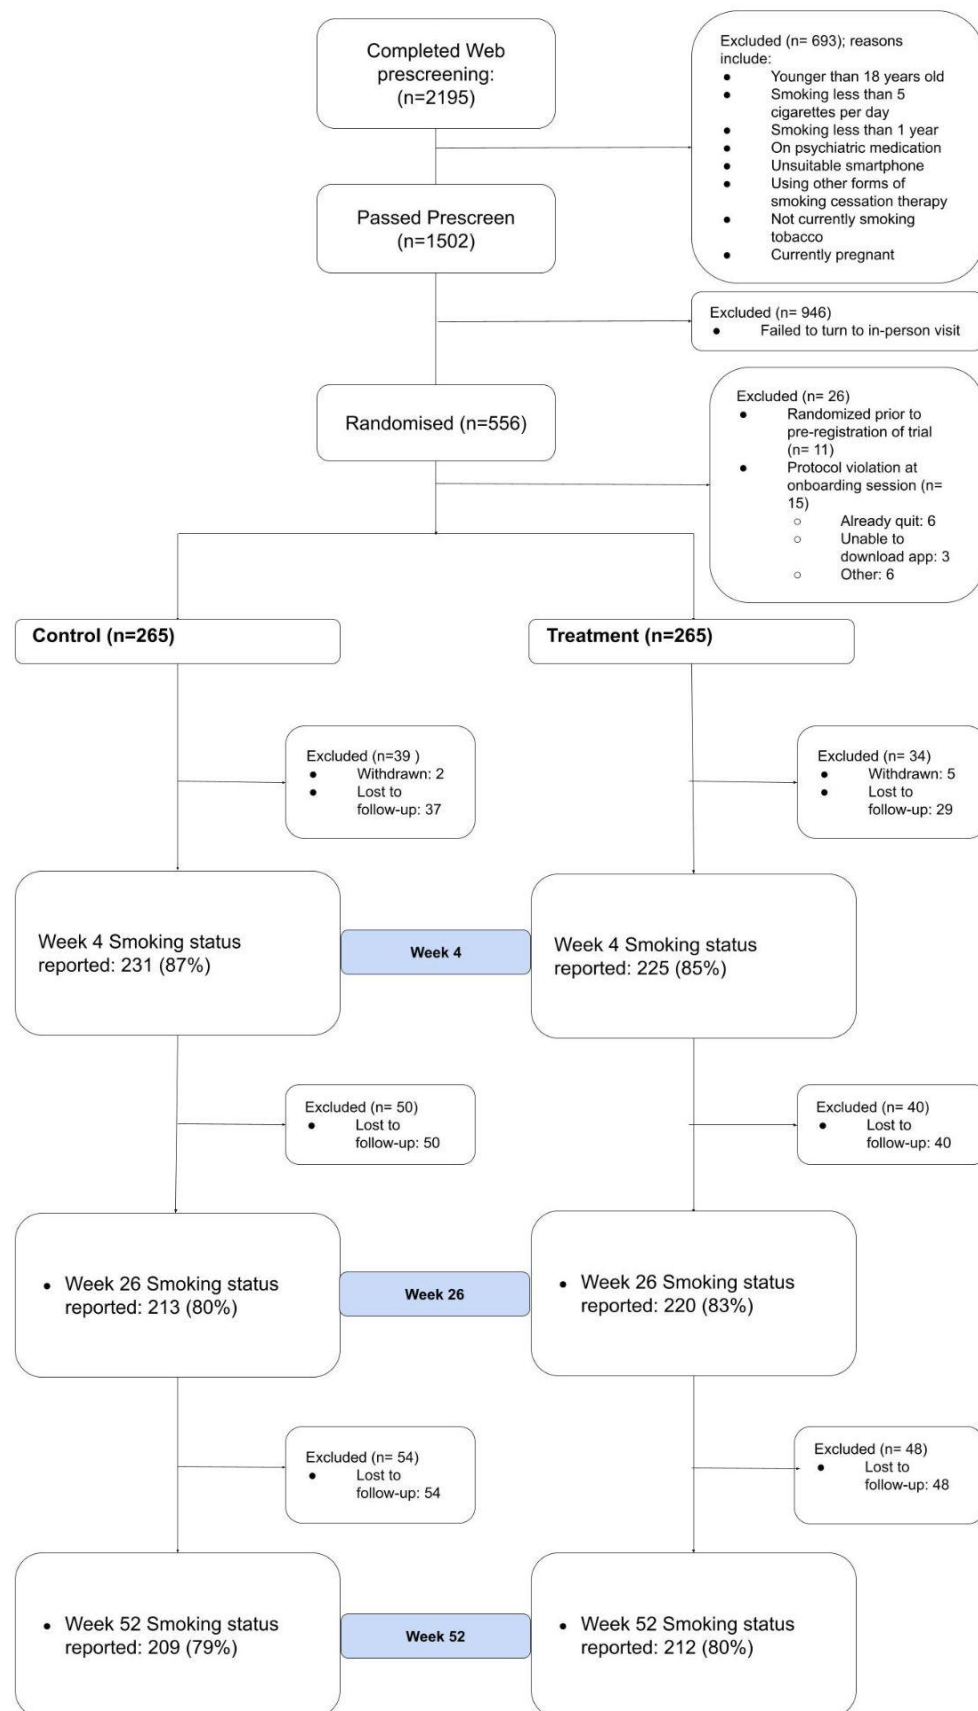 Completed Web
prescreening:
(n=2195)
Excluded (n= 693); reasons
include:
● Younger than 18 years old
● Smoking less than 5
cigarettes per day
● Smoking less than 1 year
● On psychiatric medication
● Unsuitable smartphone
● Using other forms of
smoking cessation therapy
● Not currently smoking
tobacco
● Currently pregnant
Passed Prescreen
(n=1502)
Excluded (n= 946)
● Failed to turn to in-person visit
Randomised (n=556)
Excluded (n= 26)
● Randomized prior to
pre-registration of trial
(n= 11)
● Protocol violation at
onboarding session (n=
15)
○ Already quit: 6
○ Unable to
download app: 3
○ Other: 6
Control (n=265)
Treatment (n=265)
Excluded (n=39 )
● Withdrawn: 2
● Lost to
follow-up: 37
Excluded (n= 34)
● Withdrawn: 5
● Lost to
follow-up: 29
Week 4 Smoking status
reported: 231 (87%)
Week 4
Week 4 Smoking status
reported: 225 (85%)
Excluded (n= 50)
● Lost to
follow-up: 50
Excluded (n= 40)
● Lost to
follow-up: 40
● Week 26 Smoking status
reported: 213 (80%)
Week 26
● Week 26 Smoking status
reported: 220 (83%)
Excluded (n= 54)
● Lost to
follow-up: 54
Excluded (n= 48)
● Lost to
follow-up: 48
● Week 52 Smoking status
reported: 209 (79%)
Week 52
● Week 52 Smoking status
reported: 212 (80%)